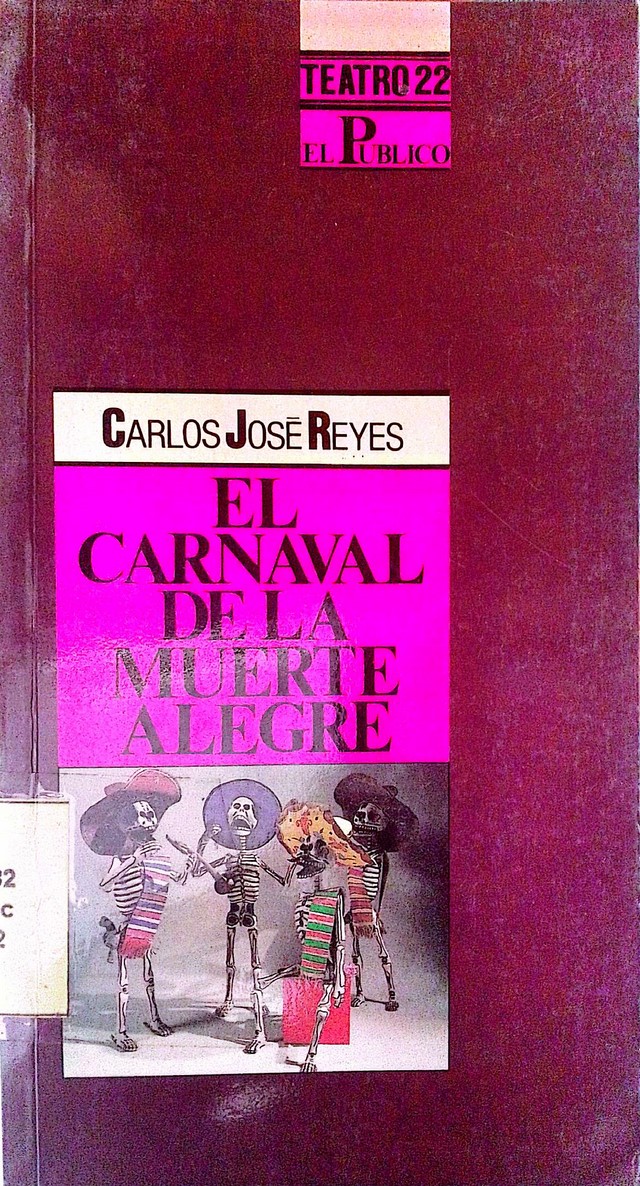 TEATRO 22
EL PUBLICO
CARLOS JOSÉ REYES
EL
CARNAVAL
DE LA
MUERTE
ALEGRE